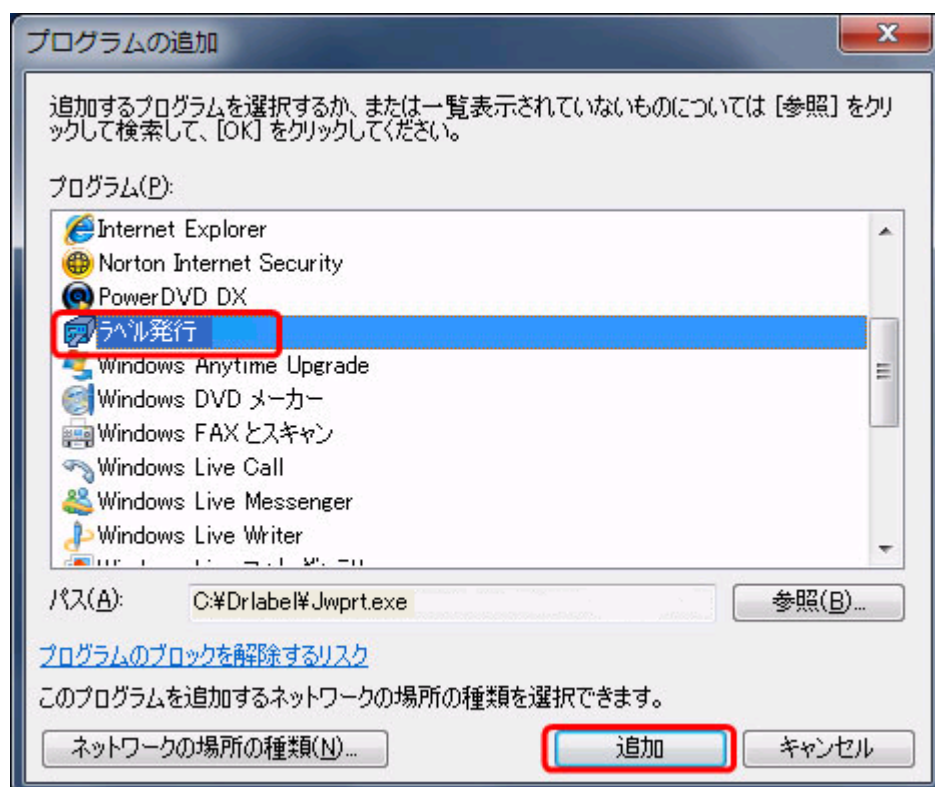 プログラムの追加
追加するプログラムを選択するか、または一覧表示されていないものについては [参照] をクリ
ックして検索して、[OK] をクリックしてください。
プログラム(P):
Internet Explorer
Norton Internet Security
PowerDVD DX
ラベル発行
Windows Anytime Upgrade
Windows DVD メーカー
Windows FAX とスキャン
Windows Live Call
Windows Live Messenger
Windows Live Writer
パス(A): C:¥Drlabel¥Jwprt.exe 参照(B)...
プログラムのブロックを解除するリスク
このプログラムを追加するネットワークの場所の種類を選択できます。
ネットワークの場所の種類(N)... 追加 キャンセル